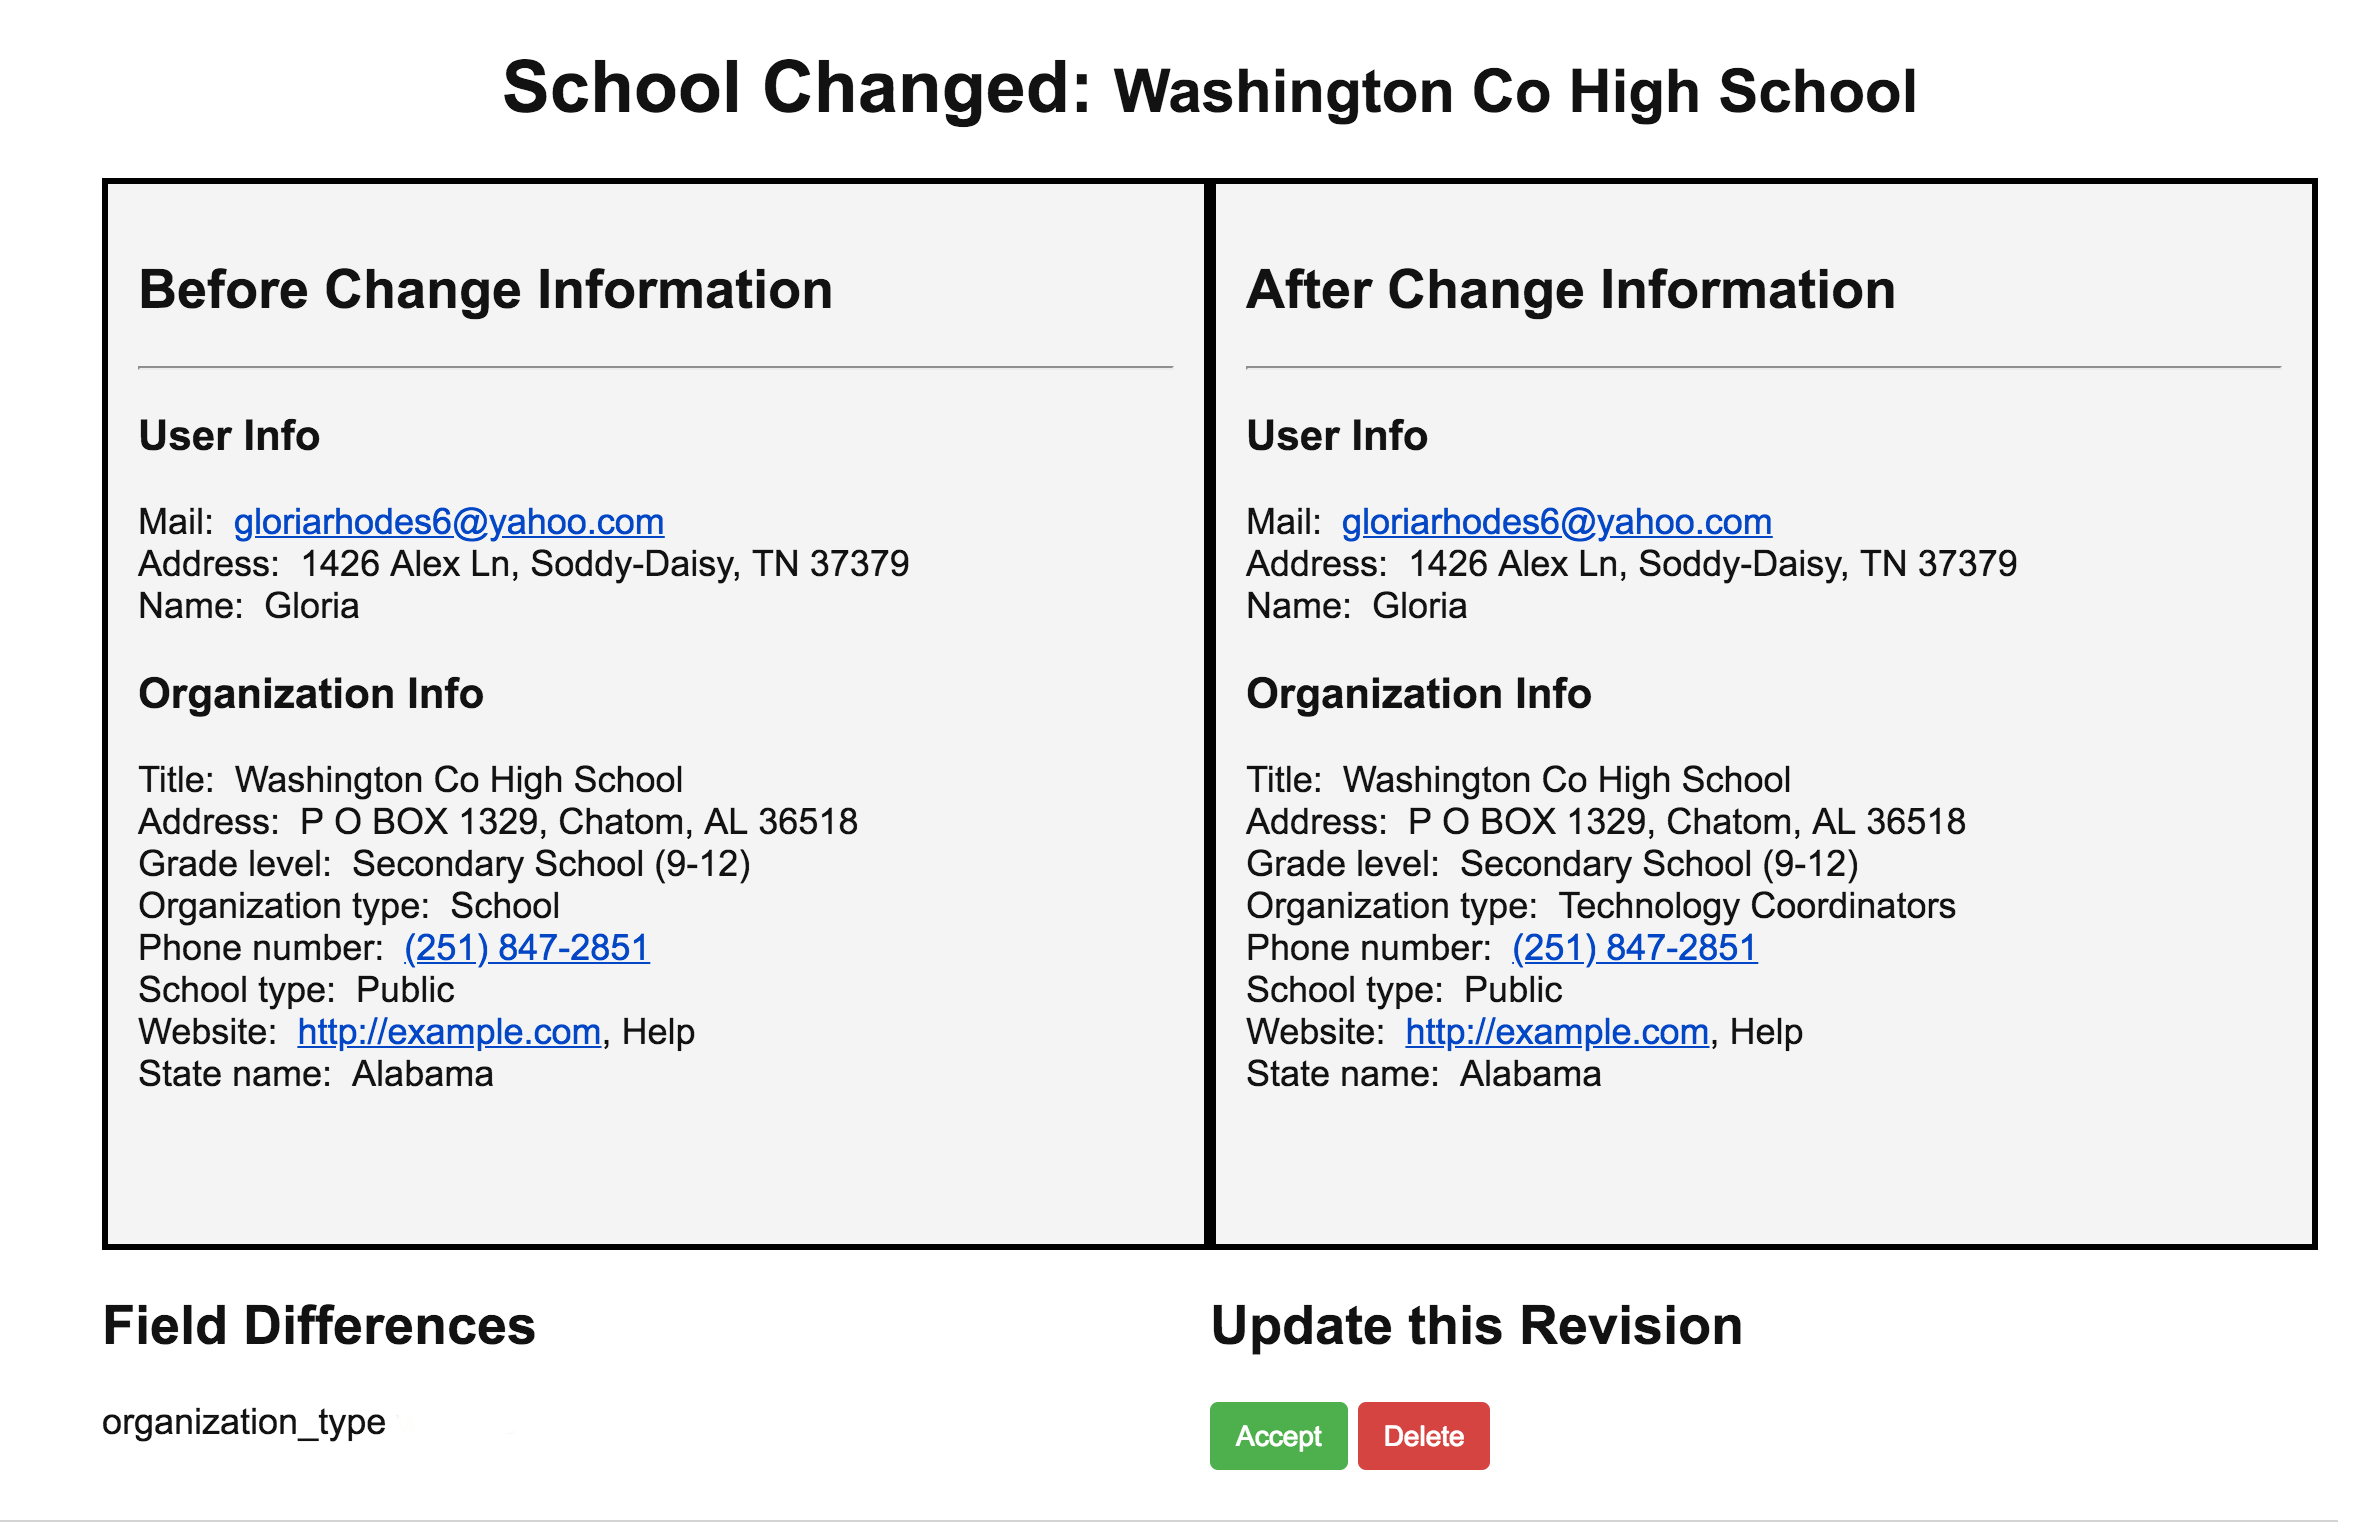 School Changed: Washington Co High School
Before Change Information
User Info
Mail: gloriarhodes6@yahoo.com
Address: 1426 Alex Ln, Soddy-Daisy, TN 37379
Name: Gloria
Organization Info
Title: Washington Co High School
Address: P O BOX 1329, Chatom, AL 36518
Grade level: Secondary School (9-12)
Organization type: School
Phone number: (251) 847-2851
School type: Public
Website: http://example.com, Help
State name: Alabama
After Change Information
User Info
Mail: gloriarhodes6@yahoo.com
Address: 1426 Alex Ln, Soddy-Daisy, TN 37379
Name: Gloria
Organization Info
Title: Washington Co High School
Address: P O BOX 1329, Chatom, AL 36518
Grade level: Secondary School (9-12)
Organization type: Technology Coordinators
Phone number: (251) 847-2851
School type: Public
Website: http://example.com, Help
State name: Alabama
Field Differences
organization_type
Update this Revision
Accept Delete